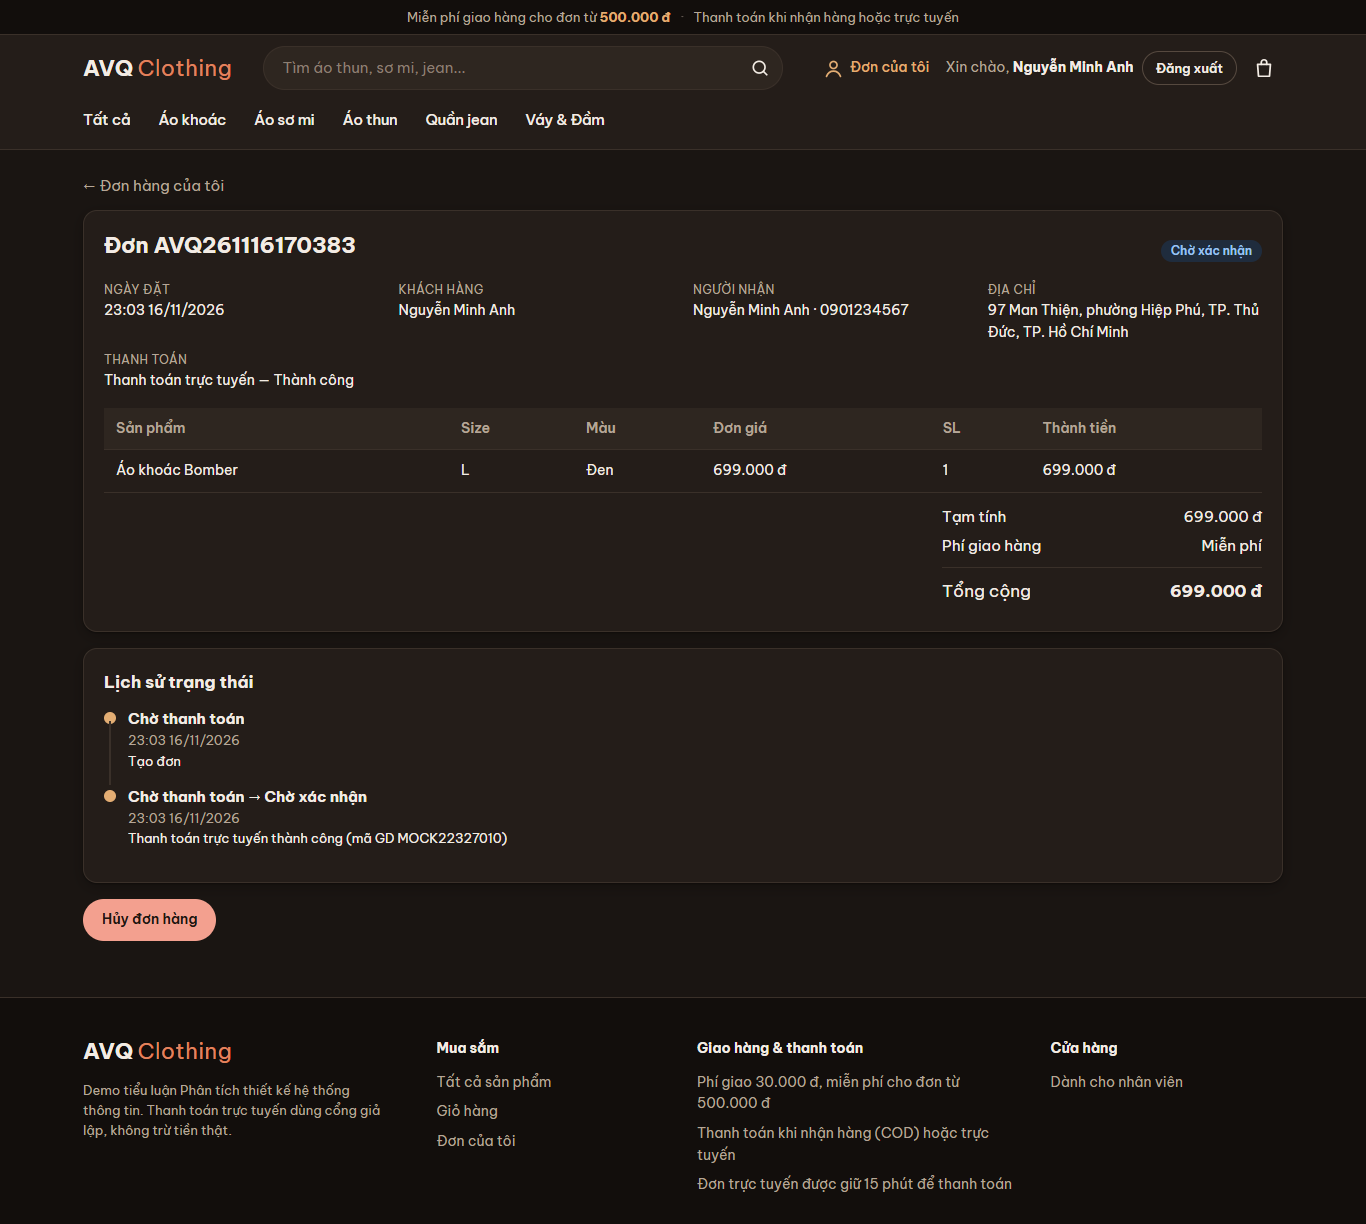 Miễn phí giao hàng cho đơn từ 500.000 đ · Thanh toán khi nhận hàng hoặc trực tuyến
AVQ Clothing
Tìm áo thun, sơ mi, jean...
Đơn của tôi
Xin chào, Nguyễn Minh Anh
Đăng xuất
Tất cả Áo khoác Áo sơ mi Áo thun Quần jean Váy & Đầm
← Đơn hàng của tôi
Đơn AVQ261116170383
Chờ xác nhận
NGÀY ĐẶT
23:03 16/11/2026
KHÁCH HÀNG
Nguyễn Minh Anh
NGƯỜI NHẬN
Nguyễn Minh Anh · 0901234567
ĐỊA CHỈ
97 Man Thiện, phường Hiệp Phú, TP. Thủ
Đức, TP. Hồ Chí Minh
THANH TOÁN
Thanh toán trực tuyến — Thành công
Sản phẩm Size Màu Đơn giá SL Thành tiền
Áo khoác Bomber L Đen 699.000 đ 1 699.000 đ
Tạm tính 699.000 đ
Phí giao hàng Miễn phí
Tổng cộng 699.000 đ
Lịch sử trạng thái
Chờ thanh toán
23:03 16/11/2026
Tạo đơn
Chờ thanh toán → Chờ xác nhận
23:03 16/11/2026
Thanh toán trực tuyến thành công (mã GD MOCK22327010)
Hủy đơn hàng
AVQ Clothing
Demo tiểu luận Phân tích thiết kế hệ thống
thông tin. Thanh toán trực tuyến dùng cổng giả
lập, không trừ tiền thật.
Mua sắm
Tất cả sản phẩm
Giỏ hàng
Đơn của tôi
Giao hàng & thanh toán
Phí giao 30.000 đ, miễn phí cho đơn từ
500.000 đ
Thanh toán khi nhận hàng (COD) hoặc trực
tuyến
Đơn trực tuyến được giữ 15 phút để thanh toán
Cửa hàng
Dành cho nhân viên